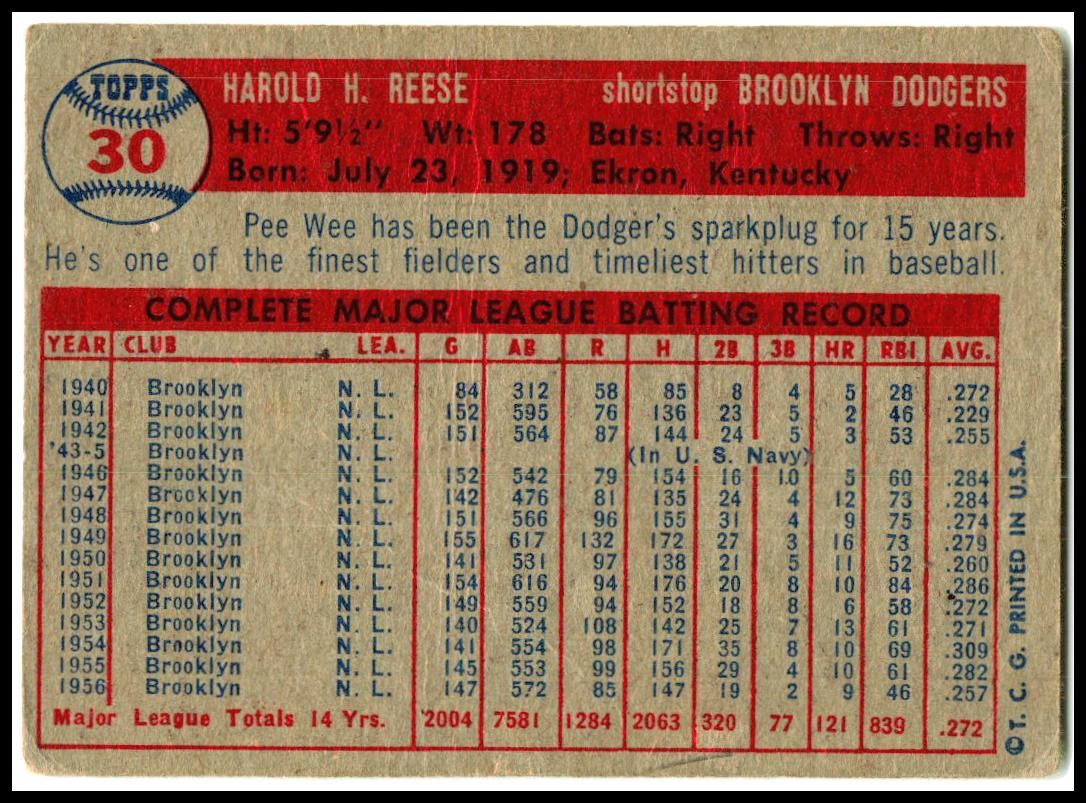 TOPPS
30
HAROLD H. REESE shortstop BROOKLYN DODGERS
Ht: 5'9½" Wt: 178 Bats: Right Throws: Right
Born: July 23, 1919; Ekron, Kentucky
Pee Wee has been the Dodger's sparkplug for 15 years.
He's one of the finest fielders and timeliest hitters in baseball.
COMPLETE MAJOR LEAGUE BATTING RECORD
YEAR CLUB LEA. G AB R H 2B 3B HR RBI AVG.
1940 Brooklyn N. L. 84 312 58 85 8 4 5 28 .272
1941 Brooklyn N. L. 152 595 76 136 23 5 2 46 .229
1942 Brooklyn N. L. 151 564 87 144 24 5 3 53 .255
'43-5 Brooklyn N. L. (In U. S. Navy)
1946 Brooklyn N. L. 152 542 79 154 16 10 5 60 .284
1947 Brooklyn N. L. 142 476 81 135 24 4 12 73 .284
1948 Brooklyn N. L. 151 566 96 155 31 4 9 75 .274
1949 Brooklyn N. L. 155 617 132 172 27 3 16 73 .279
1950 Brooklyn N. L. 141 531 97 138 21 5 11 52 .260
1951 Brooklyn N. L. 154 616 94 176 20 8 10 84 .286
1952 Brooklyn N. L. 149 559 94 152 18 8 6 58 .272
1953 Brooklyn N. L. 140 524 108 142 25 7 13 61 .271
1954 Brooklyn N. L. 141 554 98 171 35 8 10 69 .309
1955 Brooklyn N. L. 145 553 99 156 29 4 10 61 .282
1956 Brooklyn N. L. 147 572 85 147 19 2 9 46 .257
Major League Totals 14 Yrs. 2004 7581 1284 2063 320 77 121 839 .272
©T. C. G. PRINTED IN U.S.A.